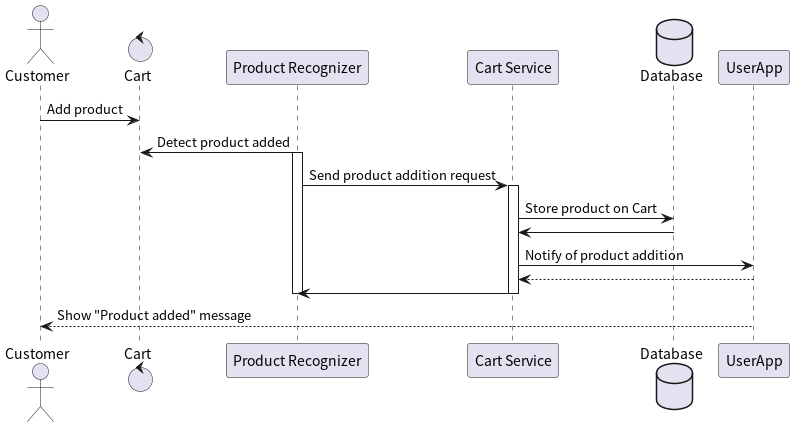 Customer
Cart
Product Recognizer
Cart Service
Database
UserApp
Add product
Detect product added
Send product addition request
Store product on Cart
Notify of product addition
Show "Product added" message
Customer
Cart
Product Recognizer
Cart Service
Database
UserApp